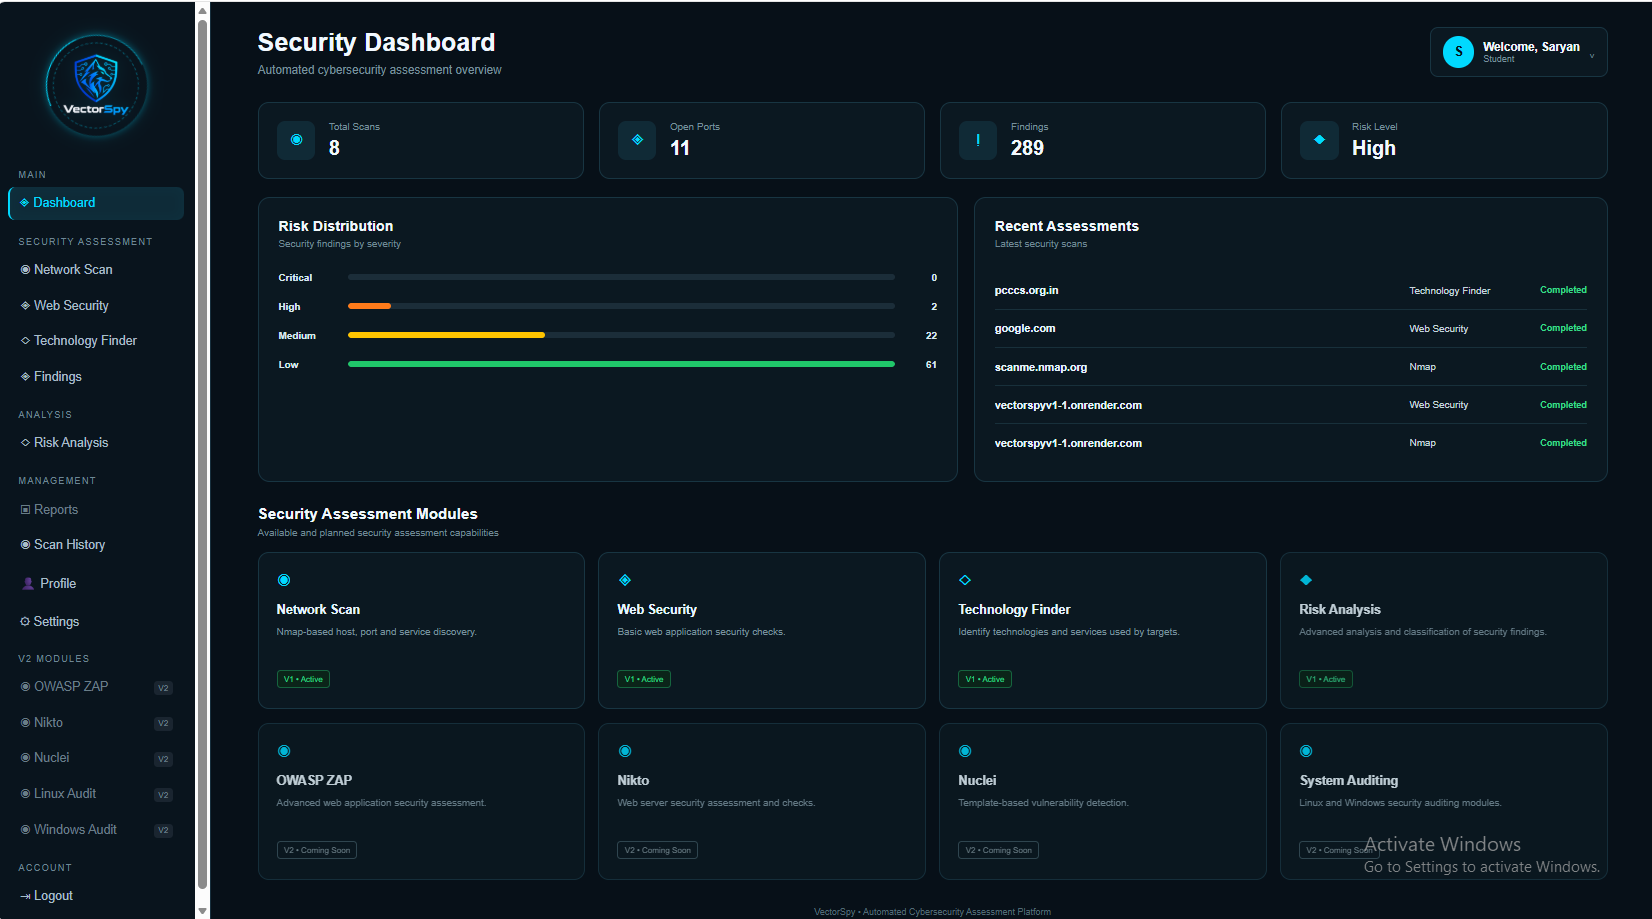 VectorSpy
MAIN
Dashboard
SECURITY ASSESSMENT
Network Scan
Web Security
Technology Finder
Findings
ANALYSIS
Risk Analysis
MANAGEMENT
Reports
Scan History
Profile
Settings
V2 MODULES
OWASP ZAP V2
Nikto V2
Nuclei V2
Linux Audit V2
Windows Audit V2
ACCOUNT
Logout
Security Dashboard
Automated cybersecurity assessment overview
S
Welcome, Saryan
Student
Total Scans
8
Open Ports
11
!
Findings
289
Risk Level
High
Risk Distribution
Security findings by severity
Critical 0
High 2
Medium 22
Low 61
Recent Assessments
Latest security scans
pcccs.org.in Technology Finder Completed
google.com Web Security Completed
scanme.nmap.org Nmap Completed
vectorspyv1-1.onrender.com Web Security Completed
vectorspyv1-1.onrender.com Nmap Completed
Security Assessment Modules
Available and planned security assessment capabilities
Network Scan
Nmap-based host, port and service discovery.
V1 • Active
Web Security
Basic web application security checks.
V1 • Active
Technology Finder
Identify technologies and services used by targets.
V1 • Active
Risk Analysis
Advanced analysis and classification of security findings.
V1 • Active
OWASP ZAP
Advanced web application security assessment.
V2 • Coming Soon
Nikto
Web server security assessment and checks.
V2 • Coming Soon
Nuclei
Template-based vulnerability detection.
V2 • Coming Soon
System Auditing
Linux and Windows security auditing modules.
V2 • Coming Soon
Activate Windows
Go to Settings to activate Windows.
VectorSpy • Automated Cybersecurity Assessment Platform